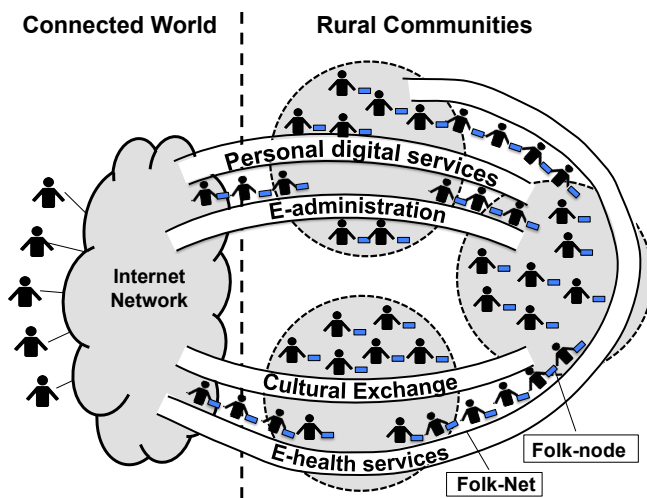 Connected World
Rural Communities
Personal digital services
E-administration
Internet
Network
Cultural Exchange
E-health services
Folk-node
Folk-Net